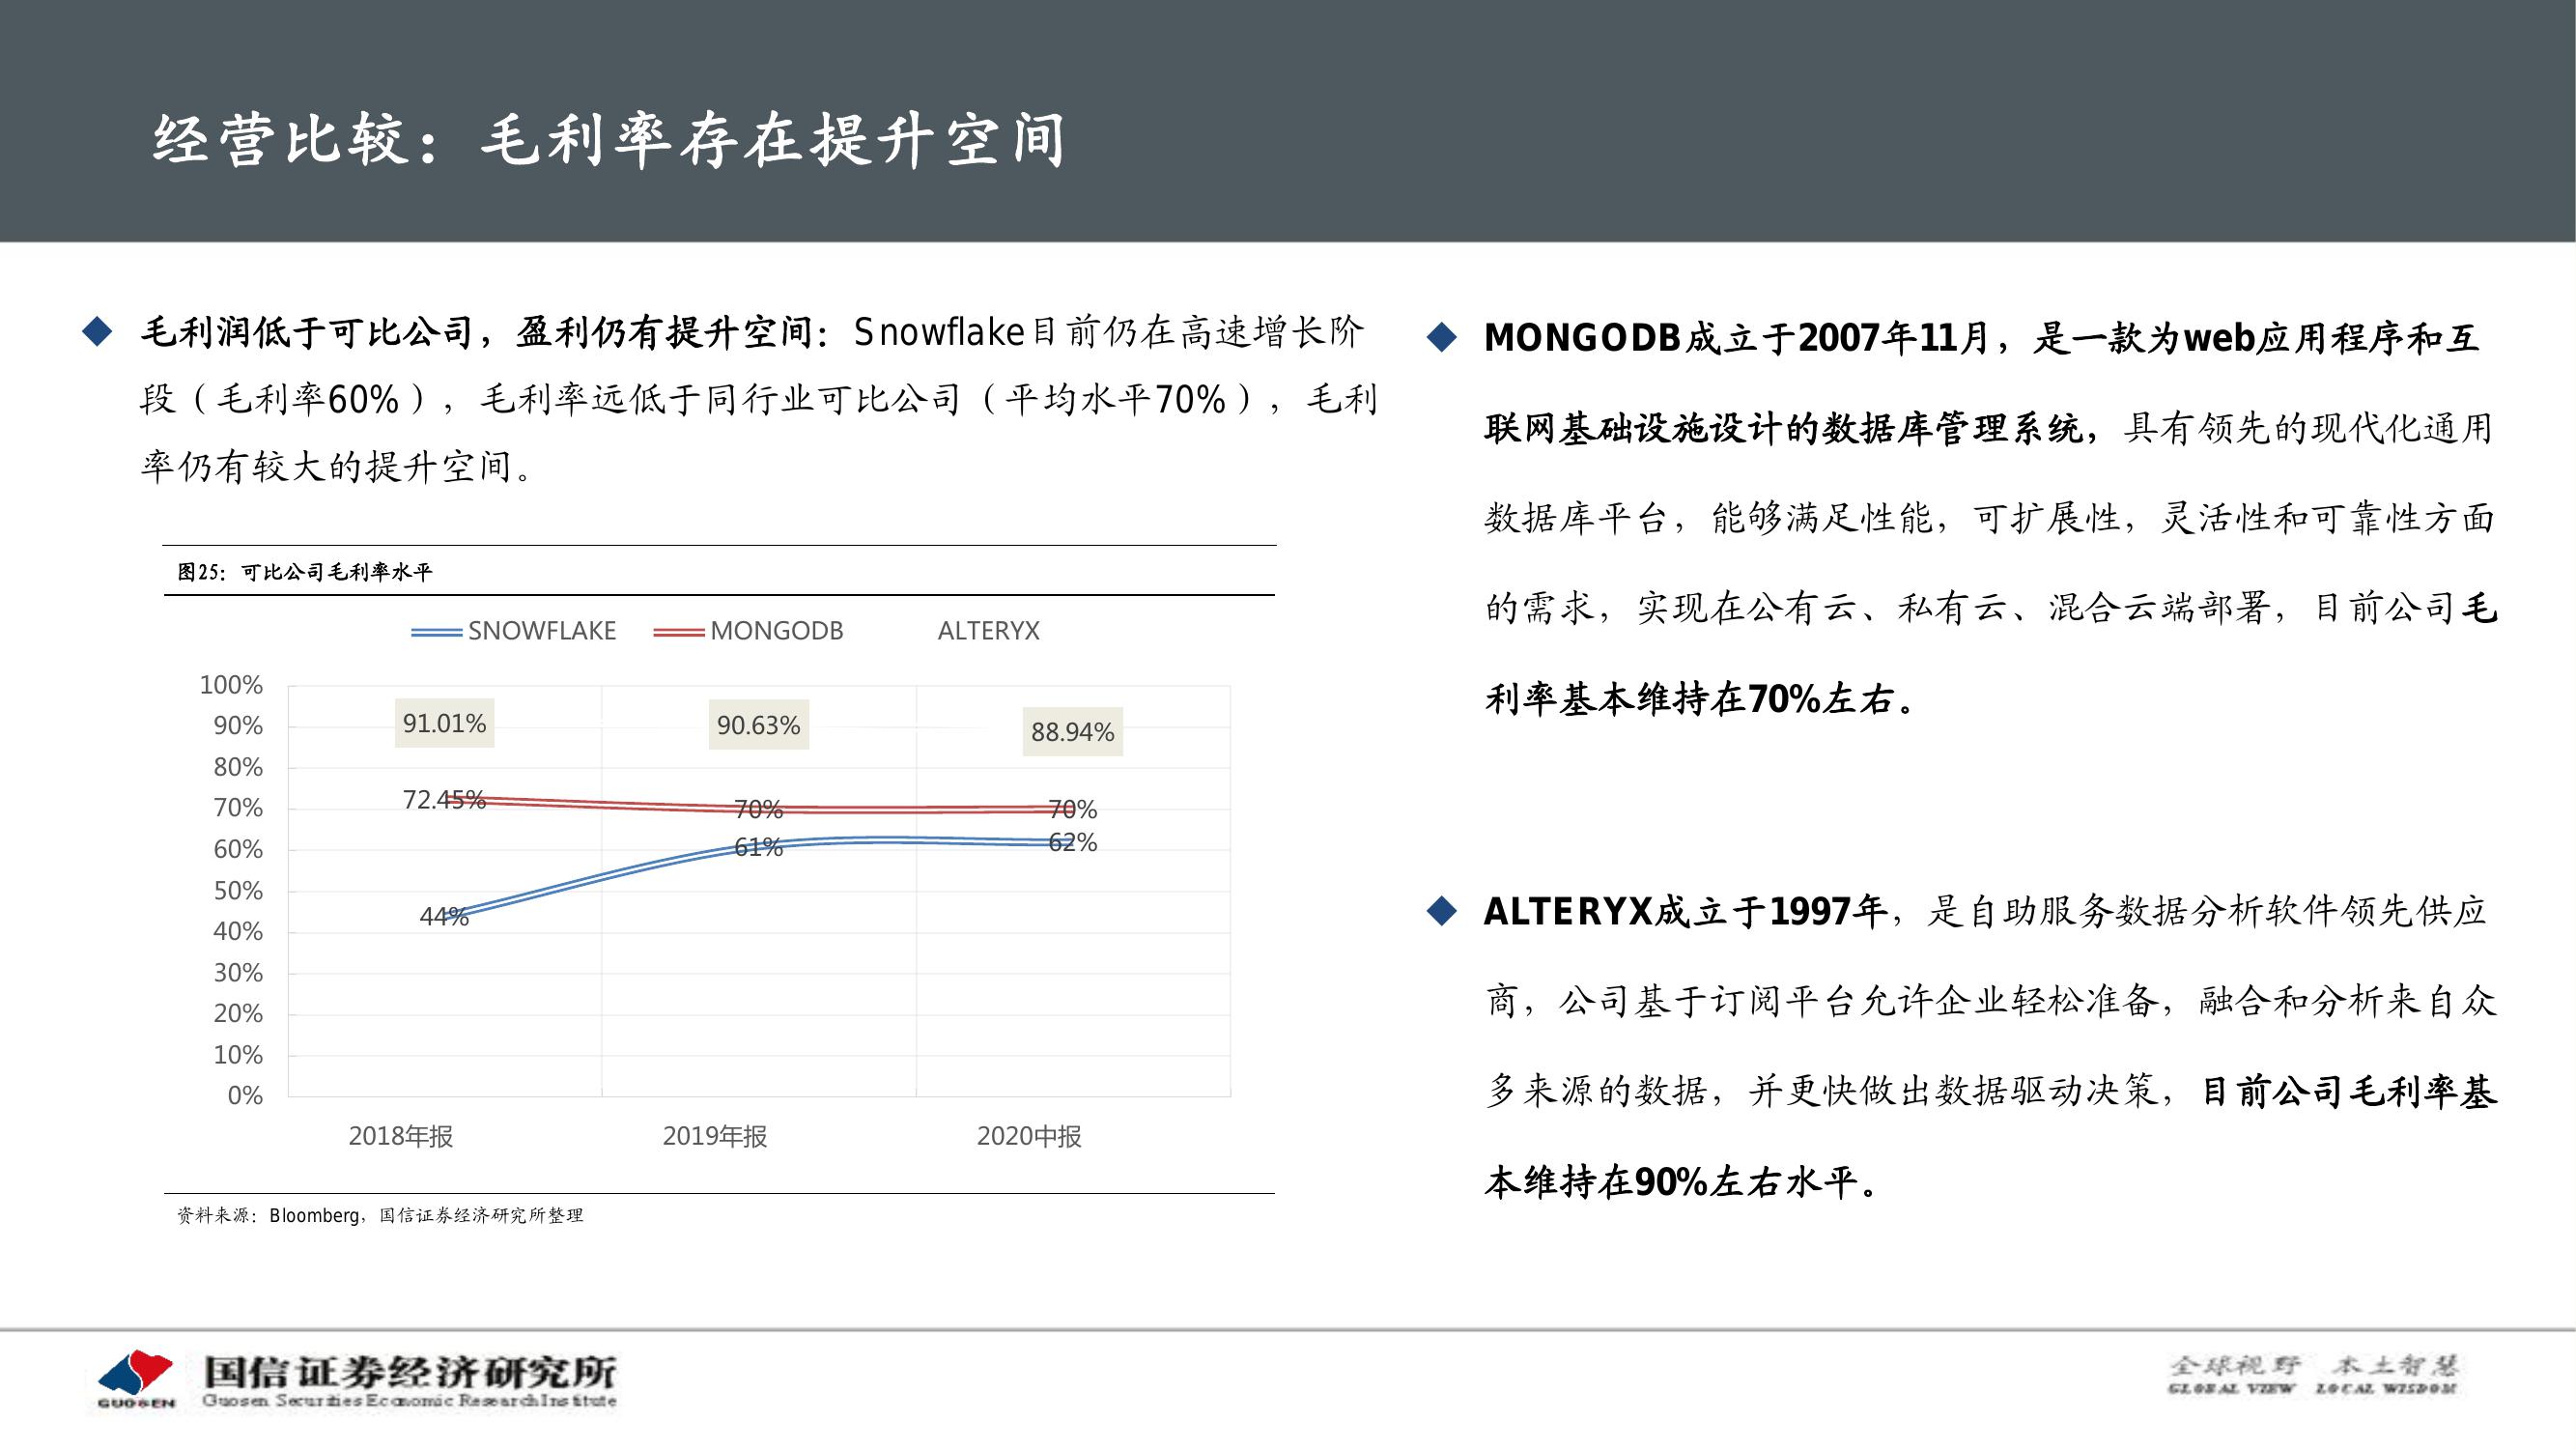 经营比较：毛利率存在提升空间
毛利润低于可比公司，盈利仍有提升空间：Snowflake目前仍在高速增长阶
段（毛利率60%），毛利率远低于同行业可比公司（平均水平70%），毛利
率仍有较大的提升空间。
图25：可比公司毛利率水平
SNOWFLAKE MONGODB ALTERYX
100%
90%
80%
70%
60%
50%
40%
30%
20%
10%
0%
91.01% 90.63% 88.94%
72.45% 70% 70%
44% 61% 62%
2018年报 2019年报 2020中报
资料来源：Bloomberg，国信证券经济研究所整理
MONGODB成立于2007年11月，是一款为web应用程序和互
联网基础设施设计的数据库管理系统，具有领先的现代化通用
数据库平台，能够满足性能，可扩展性，灵活性和可靠性方面
的需求，实现在公有云、私有云、混合云端部署，目前公司毛
利率基本维持在70%左右。
ALTERYX成立于1997年，是自助服务数据分析软件领先供应
商，公司基于订阅平台允许企业轻松准备，融合和分析来自众
多来源的数据，并更快做出数据驱动决策，目前公司毛利率基
本维持在90%左右水平。
GUOSEN
国信证券经济研究所
Guosen Securities Economic Research Institute
全球视野 本土智慧
GLOBAL VIEW LOCAL WISDOM